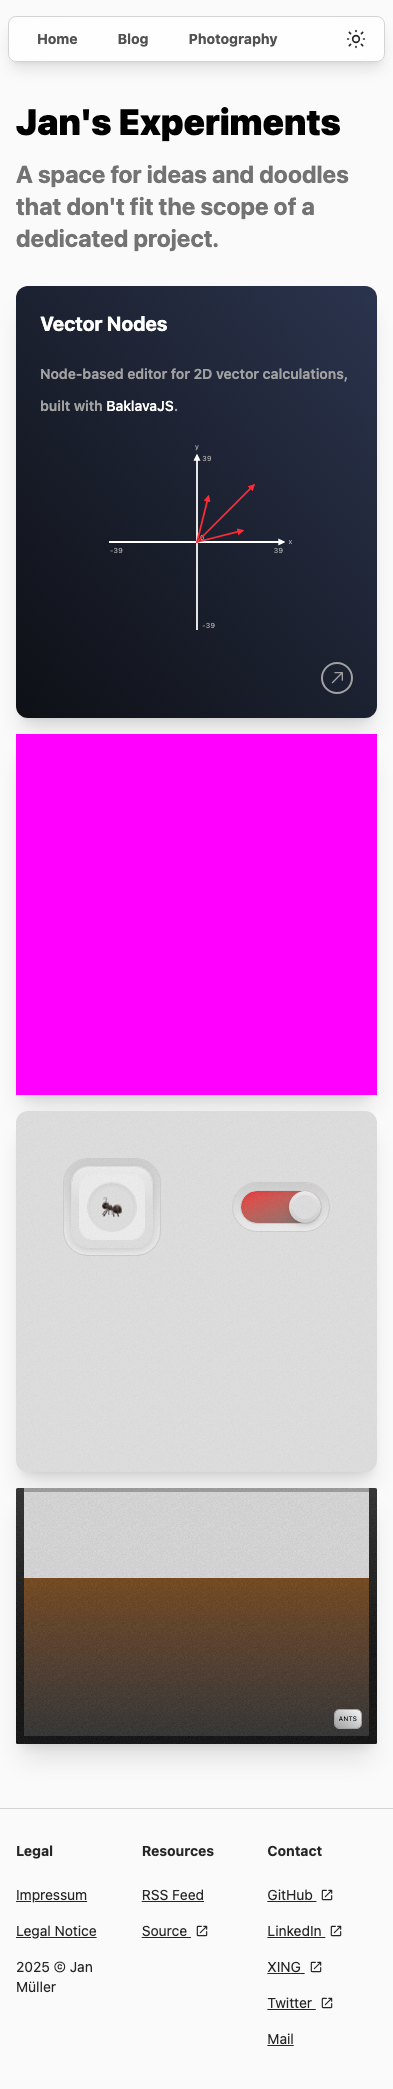 Home Blog Photography
Jan's Experiments
A space for ideas and doodles
that don't fit the scope of a
dedicated project.
Vector Nodes
Node-based editor for 2D vector calculations,
built with BaklavaJS.
y
39
0
x
-39
39
-39
ANTS
Legal
Impressum
Legal Notice
2025 © Jan
Müller
Resources
RSS Feed
Source
Contact
GitHub
LinkedIn
XING
Twitter
Mail